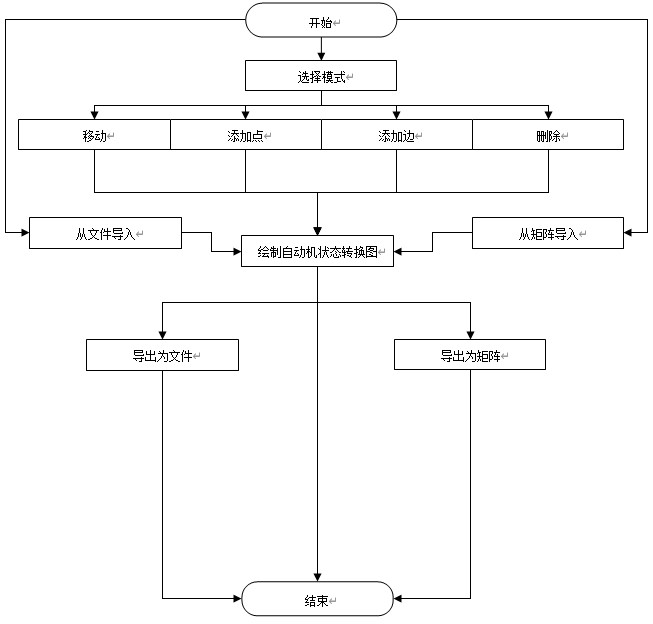 开始
选择模式
移动
添加点
添加边
删除
从文件导入
从矩阵导入
绘制自动机状态转换图
导出为文件
导出为矩阵
结束